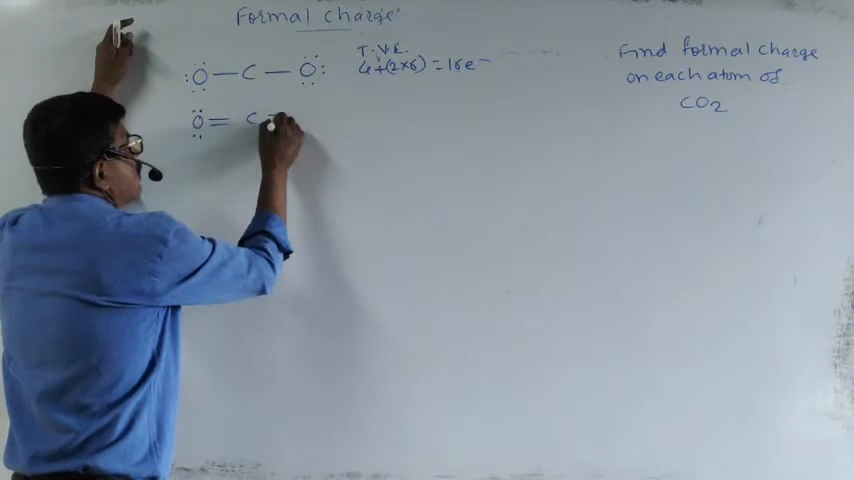 Formal Charge
:Ö — C — Ö:
T.V.E.
4+(2×6) = 16e⁻
Ö = C =
Find formal charge
on each atom of
CO₂